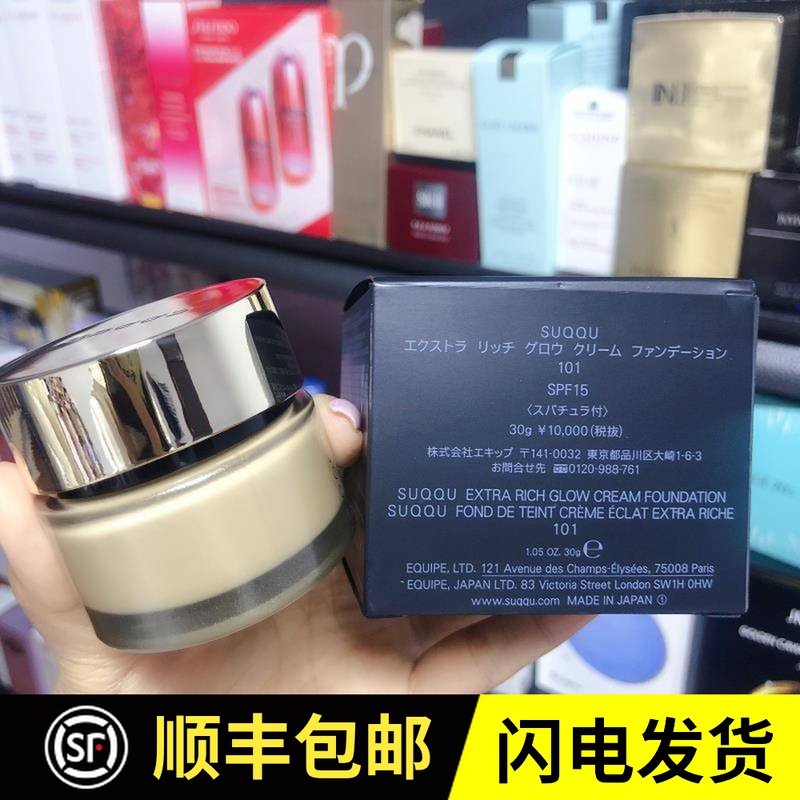 SHISEIDO
SUQQU
エクストラ リッチ グロウ クリーム ファンデーション
101
SPF15
〈スパチュラ付〉
30g ¥10,000(税抜)
株式会社エキップ 〒141-0032 東京都品川区大崎1-6-3
お問合せ先 0120-988-761
SUQQU EXTRA RICH GLOW CREAM FOUNDATION
SUQQU FOND DE TEINT CRÈME ÉCLAT EXTRA RICHE
101
1.05 OZ. 30g ℮
EQUIPE, LTD. 121 Avenue des Champs-Élysées, 75008 Paris
EQUIPE, JAPAN LTD. 83 Victoria Street London SW1H 0HW
www.suqqu.com MADE IN JAPAN ①
SF
顺丰包邮
闪电发货